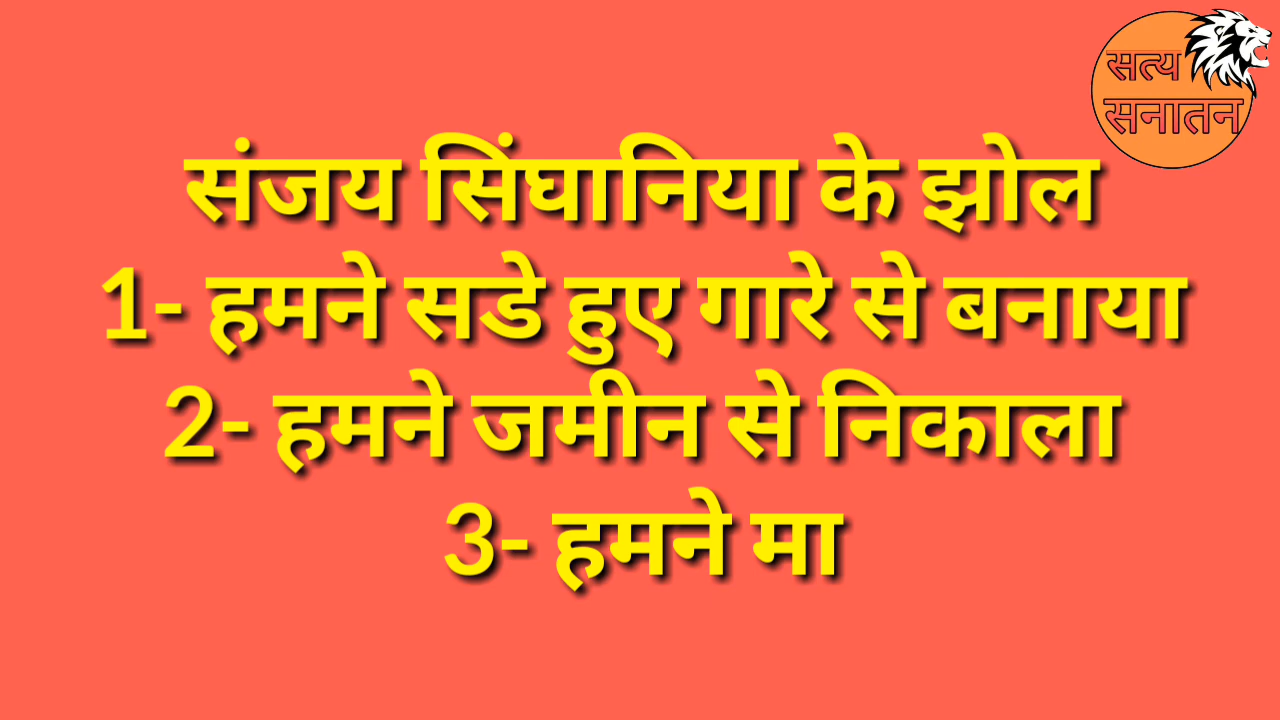 सत्य
सनातन
संजय सिंघानिया के झोल
1- हमने सडे हुए गारे से बनाया
2- हमने जमीन से निकाला
3- हमने मा